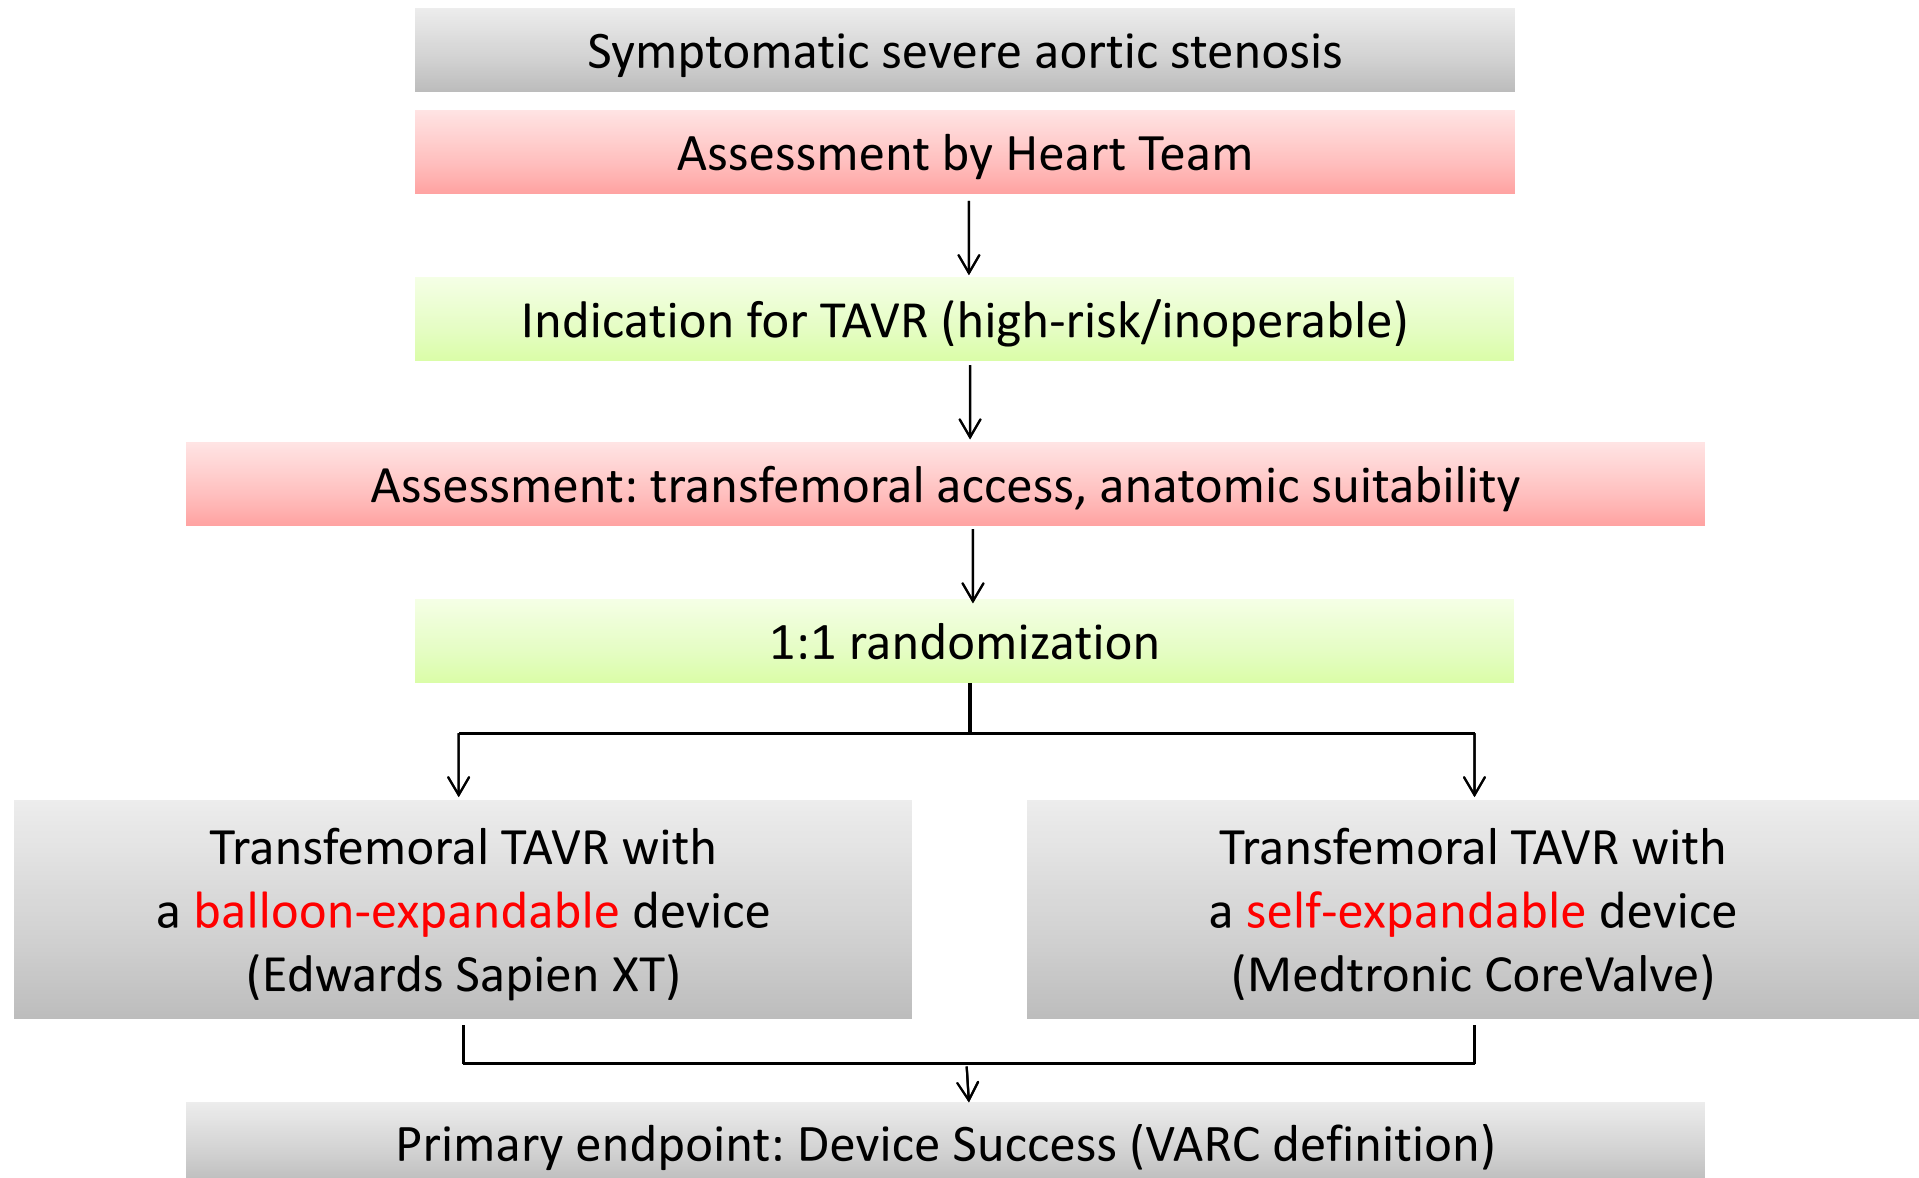 Symptomatic severe aortic stenosis
Assessment by Heart Team
Indication for TAVR (high-risk/inoperable)
Assessment: transfemoral access, anatomic suitability
1:1 randomization
Transfemoral TAVR with
a balloon-expandable device
(Edwards Sapien XT)
Transfemoral TAVR with
a self-expandable device
(Medtronic CoreValve)
Primary endpoint: Device Success (VARC definition)